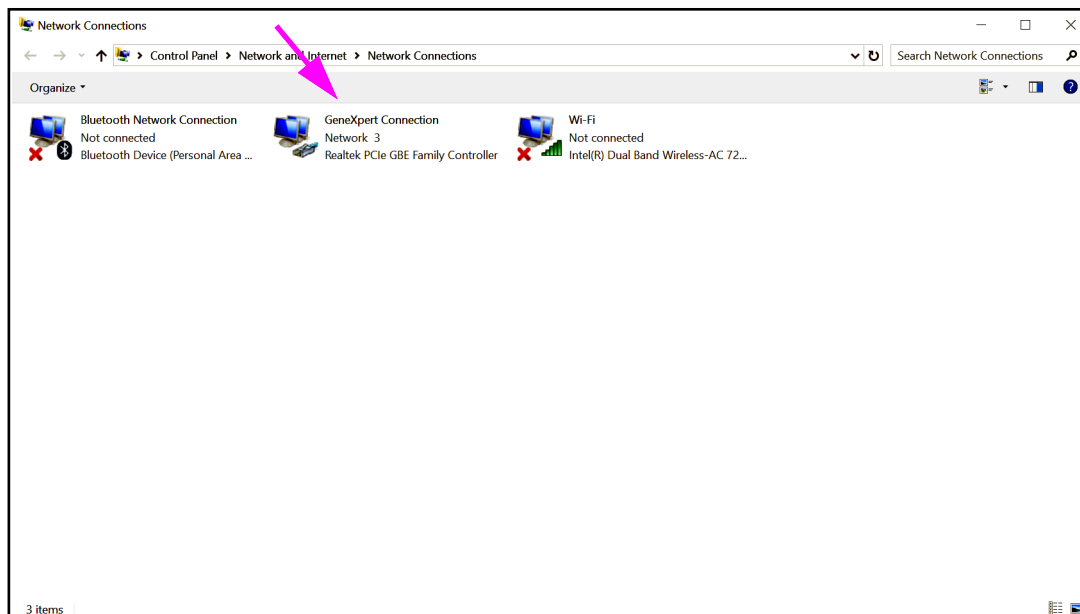 Network Connections
Control Panel > Network and Internet > Network Connections
Search Network Connections
Organize
Bluetooth Network Connection
Not connected
Bluetooth Device (Personal Area ...
GeneXpert Connection
Network 3
Realtek PCIe GBE Family Controller
Wi-Fi
Not connected
Intel(R) Dual Band Wireless-AC 72...
3 items